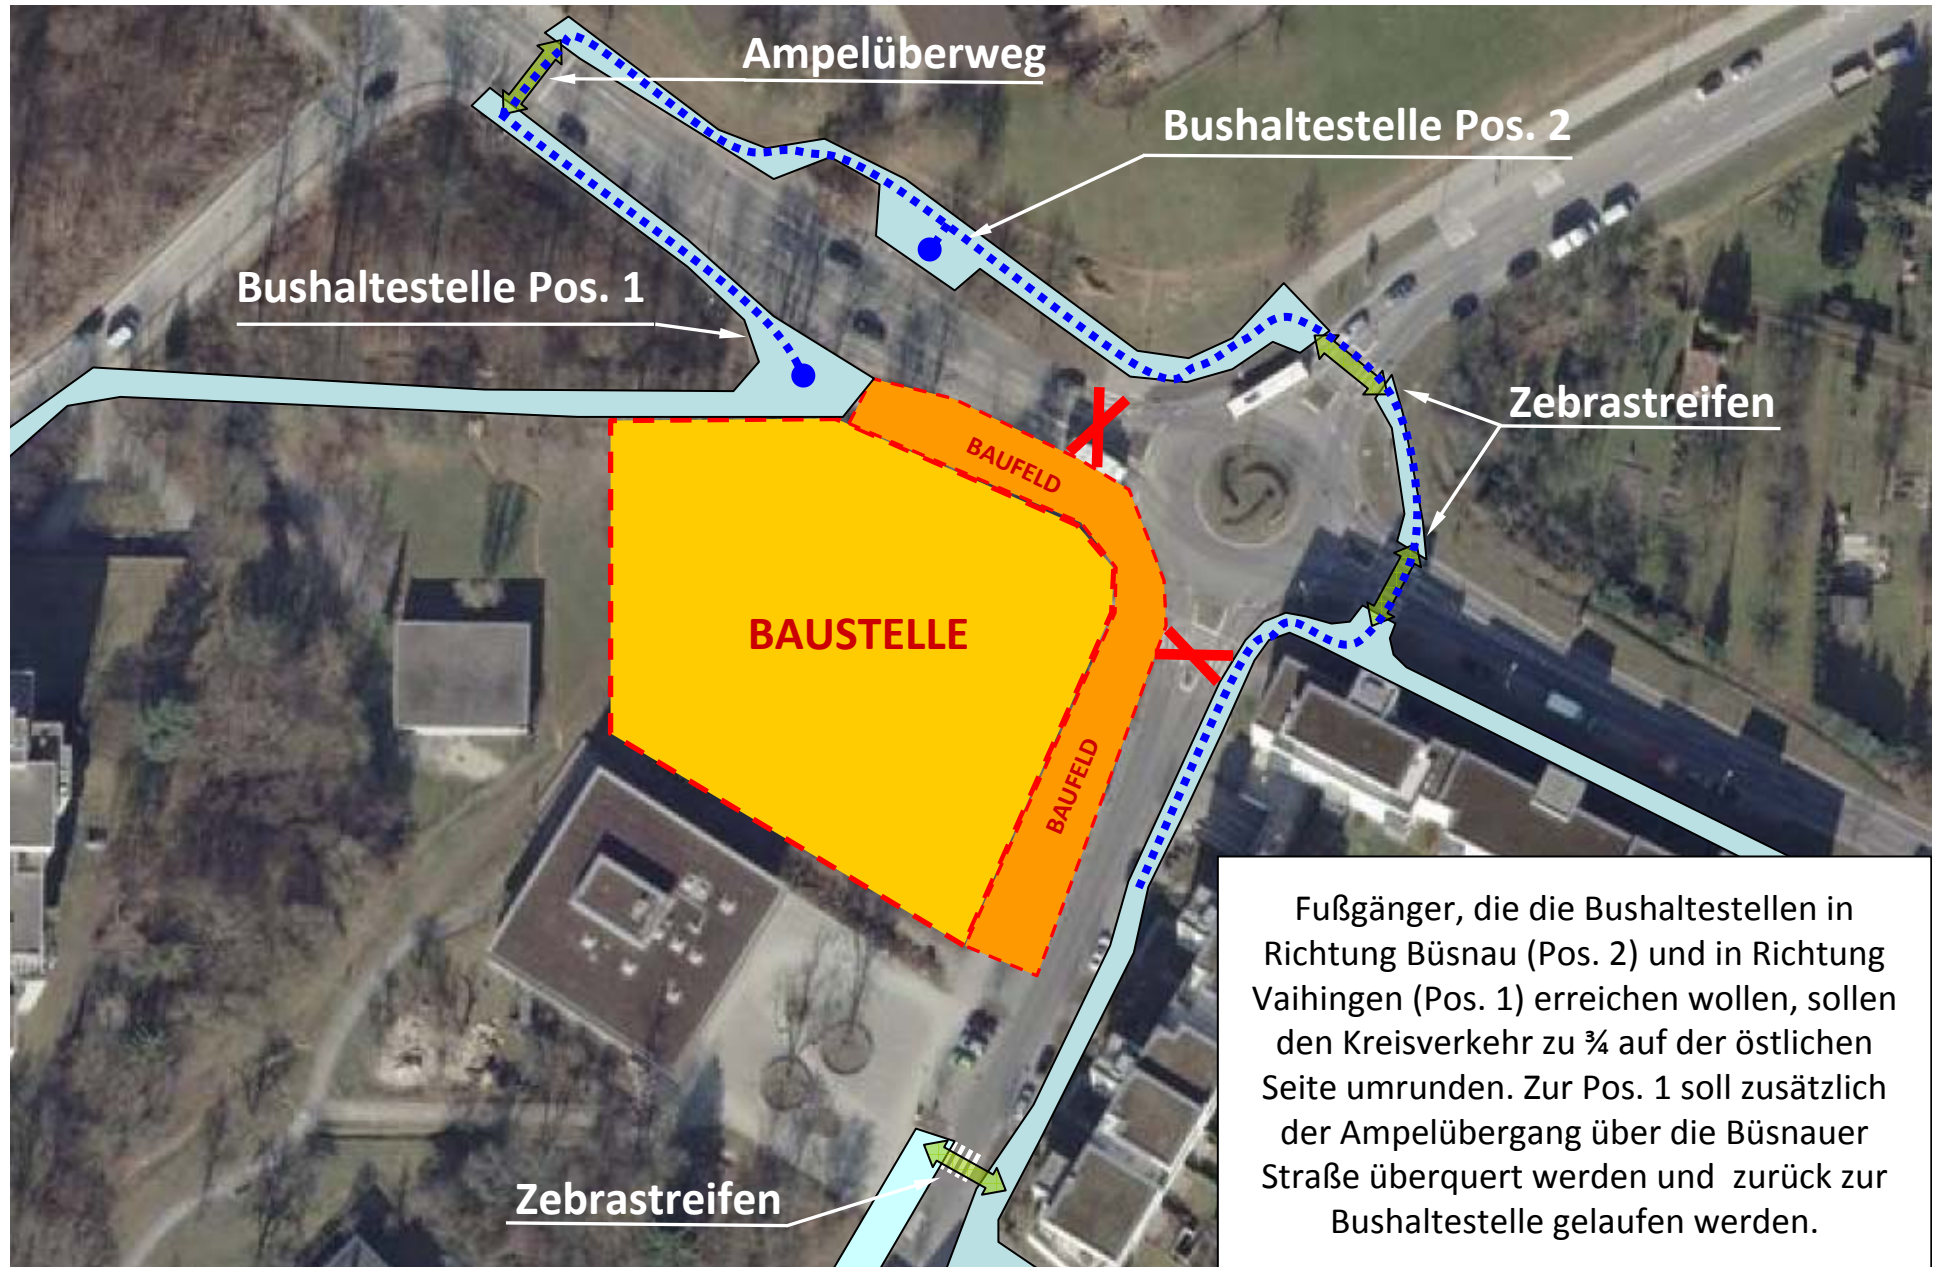 Ampelüberweg
Bushaltestelle Pos. 2
Bushaltestelle Pos. 1
Zebrastreifen
BAUFELD
BAUSTELLE
BAUFELD
Zebrastreifen
Fußgänger, die die Bushaltestellen in
Richtung Büsnau (Pos. 2) und in Richtung
Vaihingen (Pos. 1) erreichen wollen, sollen
den Kreisverkehr zu ¾ auf der östlichen
Seite umrunden. Zur Pos. 1 soll zusätzlich
der Ampelübergang über die Büsnauer
Straße überquert werden und  zurück zur
Bushaltestelle gelaufen werden.